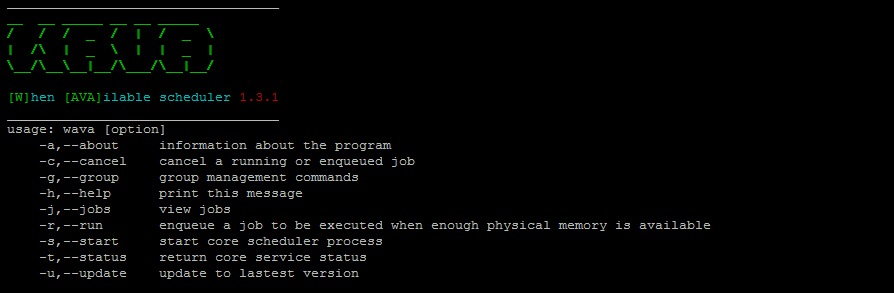 [W]hen [AVA]ilable scheduler 1.3.1
usage: wava [option]
-a,--about information about the program
-c,--cancel cancel a running or enqueued job
-g,--group group management commands
-h,--help print this message
-j,--jobs view jobs
-r,--run enqueue a job to be executed when enough physical memory is available
-s,--start start core scheduler process
-t,--status return core service status
-u,--update update to lastest version